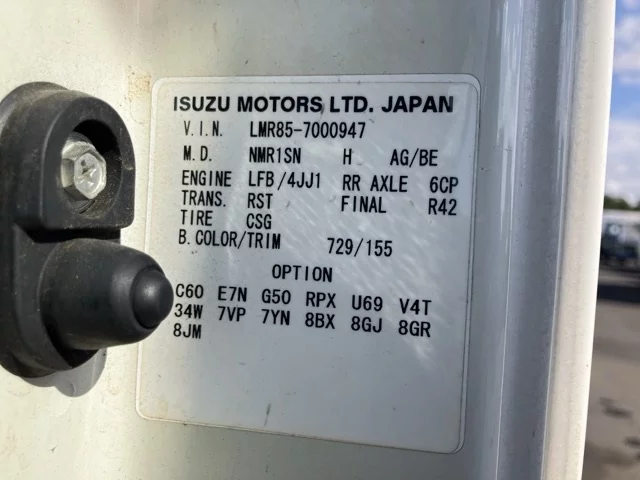 ISUZU MOTORS LTD. JAPAN
V.I.N. LMR85-7000947
M.D. NMR1SN H AG/BE
ENGINE LFB/4JJ1 RR AXLE 6CP
TRANS. RST FINAL R42
TIRE CSG
B.COLOR/TRIM 729/155
OPTION
C60 E7N G50 RPX U69 V4T
34W 7VP 7YN 8BX 8GJ 8GR
8JM